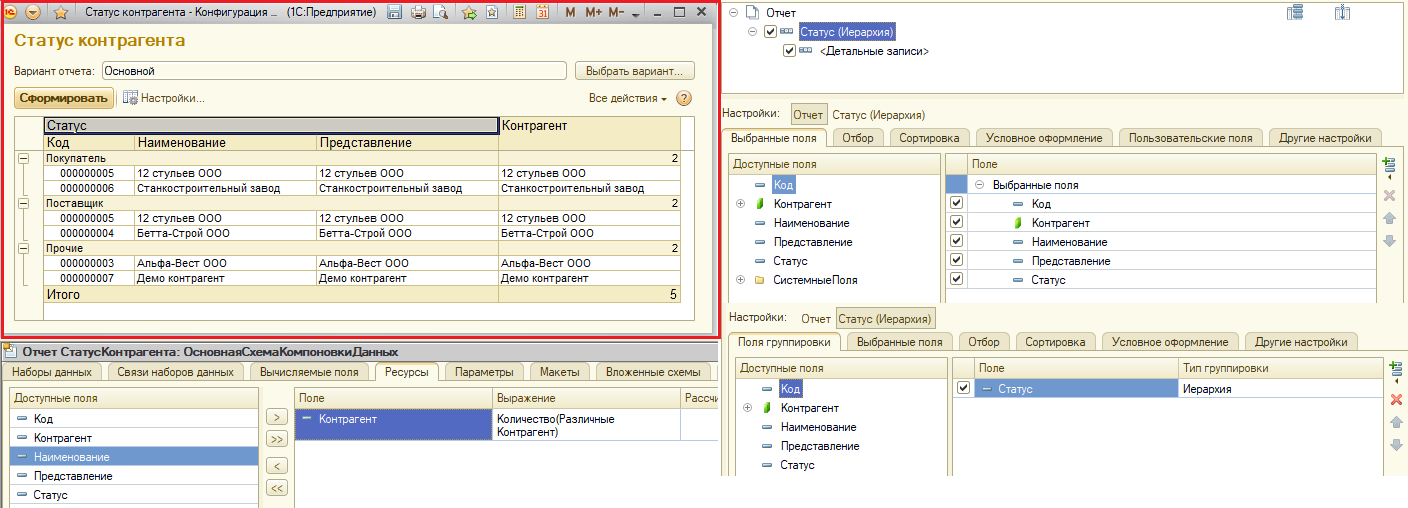 Статус контрагента - Конфигурация ... (1С:Предприятие)
M M+ M-
Статус контрагента
Вариант отчета: Основной Выбрать вариант...
Сформировать Настройки... Все действия ?
Статус Контрагент
Код Наименование Представление
Покупатель 2
000000005 12 стульев ООО 12 стульев ООО 12 стульев ООО
000000006 Станкостроительный завод Станкостроительный завод Станкостроительный завод
Поставщик 2
000000005 12 стульев ООО 12 стульев ООО 12 стульев ООО
000000004 Бетта-Строй ООО Бетта-Строй ООО Бетта-Строй ООО
Прочие 2
000000003 Альфа-Вест ООО Альфа-Вест ООО Альфа-Вест ООО
000000007 Демо контрагент Демо контрагент Демо контрагент
Итого 5
Отчет СтатусКонтрагента: ОсновнаяСхемаКомпоновкиДанных
Наборы данных Связи наборов данных Вычисляемые поля Ресурсы Параметры Макеты Вложенные схемы
Доступные поля
Код
Контрагент
Наименование
Представление
Статус
> >> < <<
Поле Выражение Рассчи
Контрагент Количество(Различные
Контрагент)
Отчет
Статус (Иерархия)
<Детальные записи>
Настройки: Отчет Статус (Иерархия)
Выбранные поля Отбор Сортировка Условное оформление Пользовательские поля Другие настройки
Доступные поля
Код
Контрагент
Наименование
Представление
Статус
СистемныеПоля
Поле
Выбранные поля
Код
Контрагент
Наименование
Представление
Статус
Настройки: Отчет Статус (Иерархия)
Поля группировки Выбранные поля Отбор Сортировка Условное оформление Другие настройки
Доступные поля
Код
Контрагент
Наименование
Представление
Статус
Поле Тип группировки
Статус Иерархия